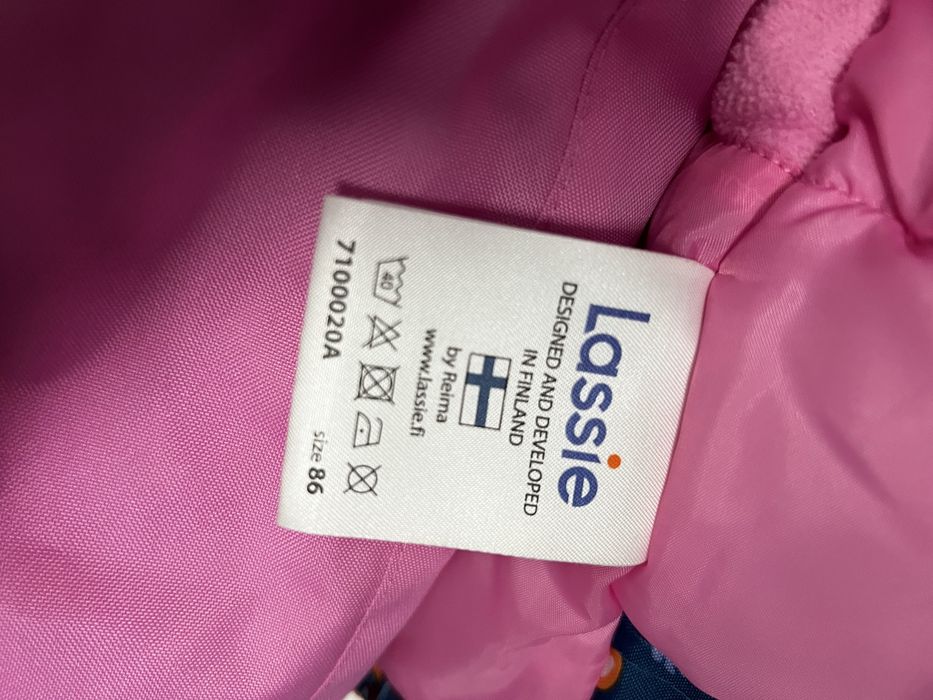 Lassie
DESIGNED AND DEVELOPED
IN FINLAND
by Reima
www.lassie.fi
40
7100020A size 86